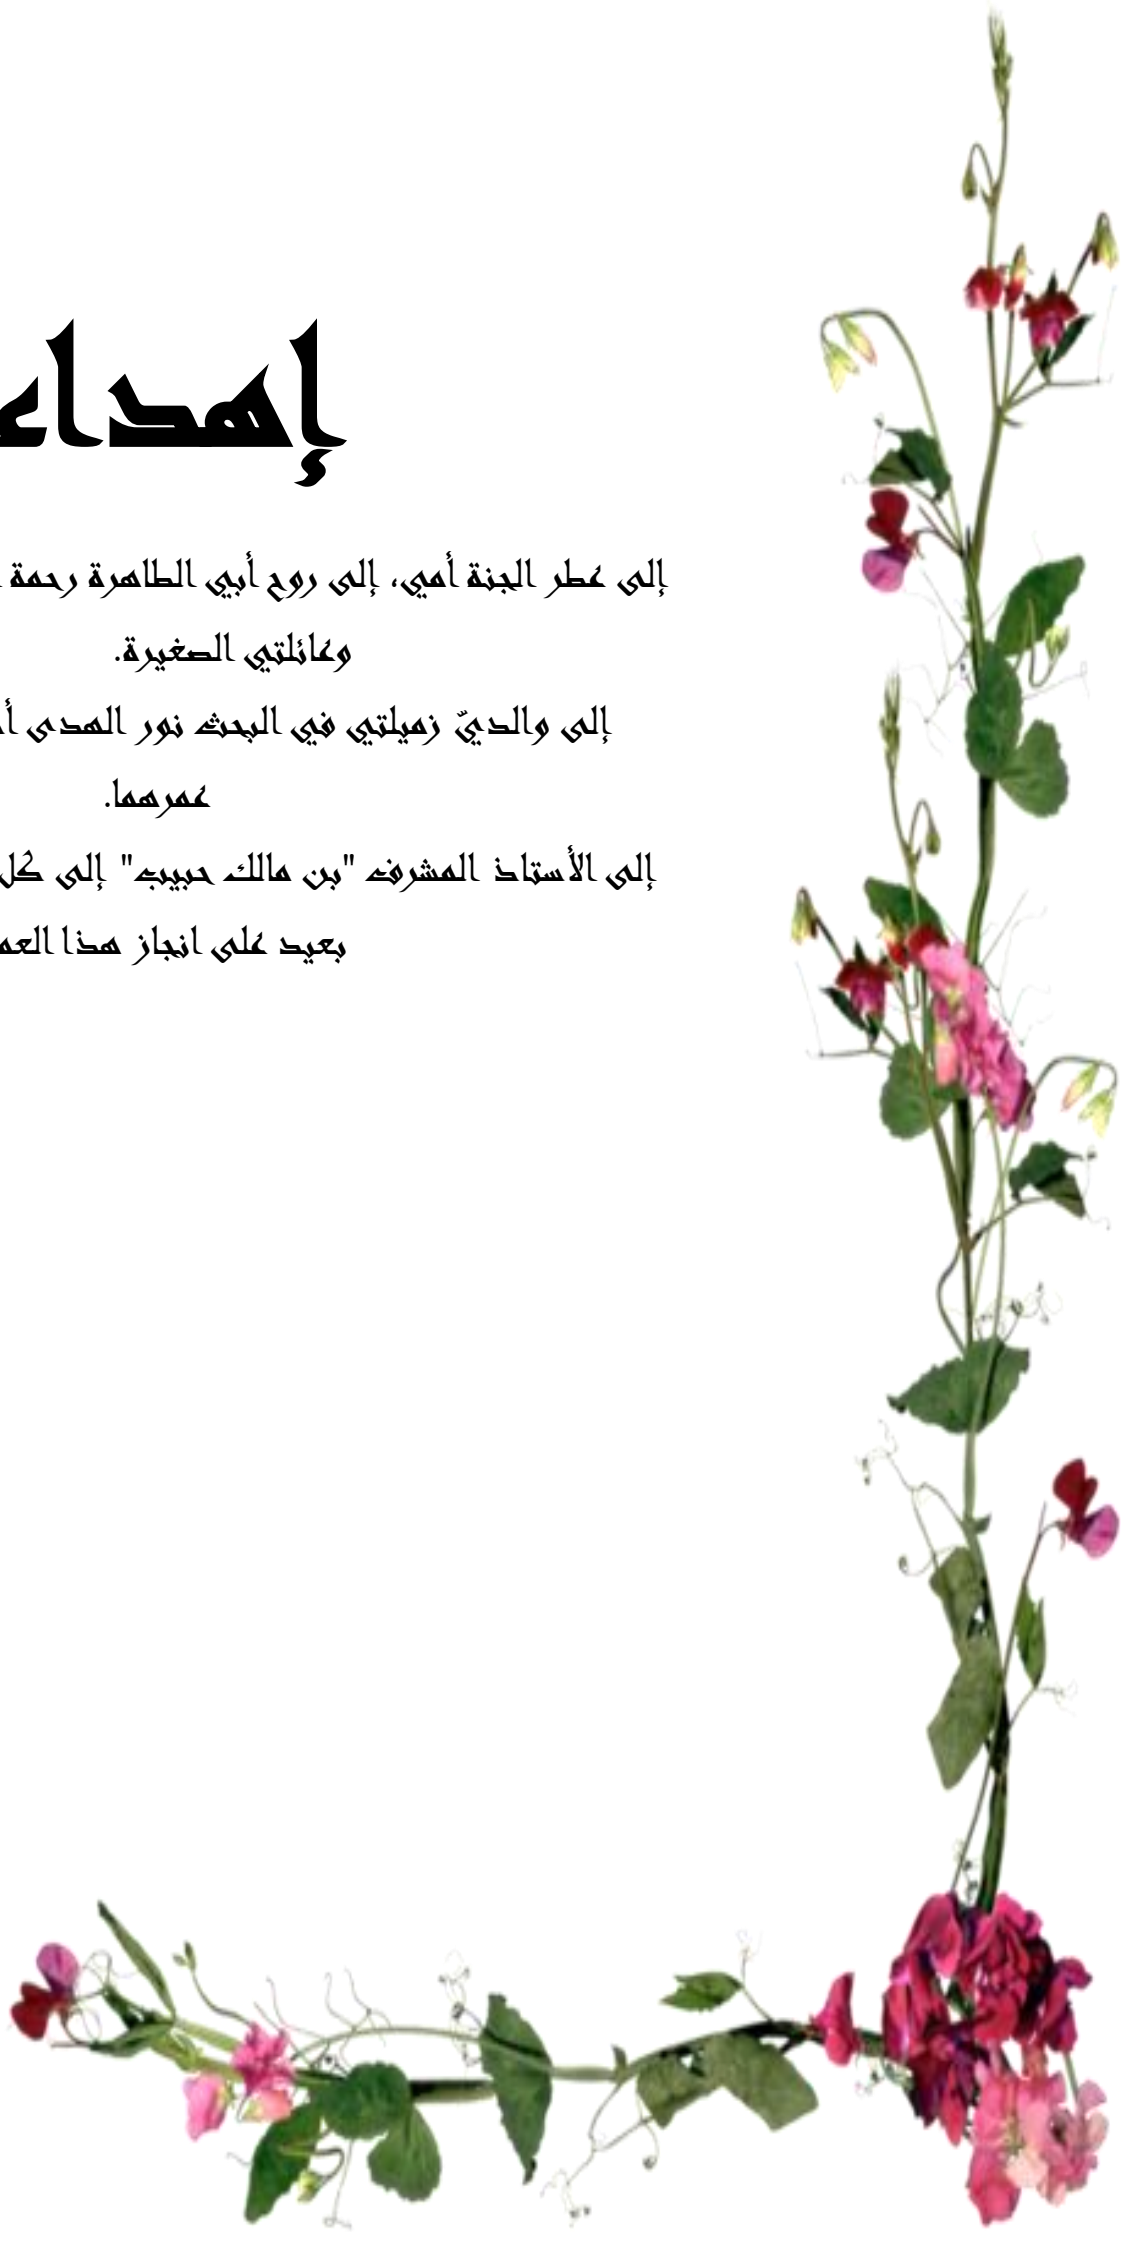 إهداء
إلى عطر الجنة أمي، إلى روح أبي الطاهرة رحمة
وعائلتي الصغيرة.
إلى والديّ زميلتي في البحث نور الهدى
عمرهما.
إلى الأستاذ المشرف "بن مالك حبيب" إلى كل
بعيد على انجاز هذا العم